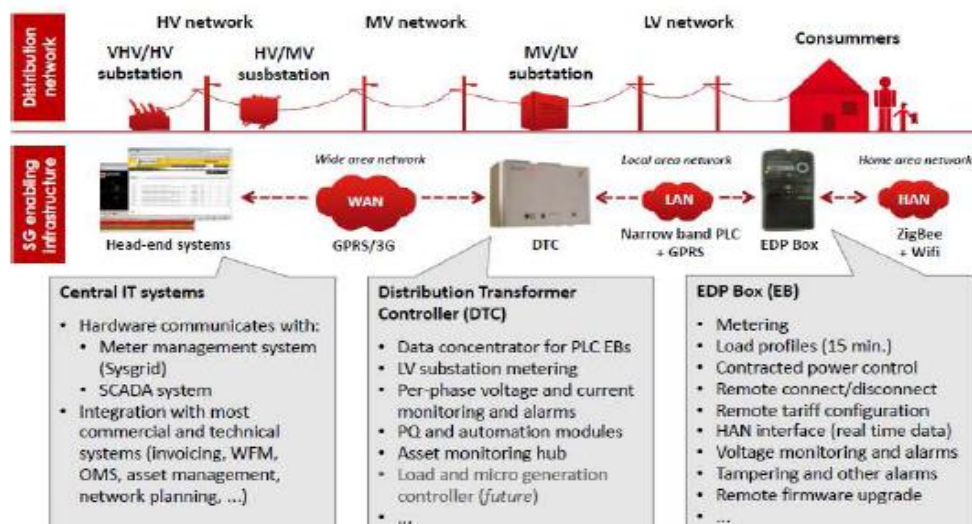 Distribution network
HV network
MV network
LV network
VHV/HV substation
HV/MV susbstation
MV/LV substation
Consummers
SG enabling infrastructure
Wide area network
Local area network
Home area network
WAN
LAN
HAN
Head-end systems
GPRS/3G
DTC
Narrow band PLC + GPRS
EDP Box
ZigBee + Wifi
Central IT systems
• Hardware communicates with:
• Meter management system
(Sysgrid)
• SCADA system
• Integration with most
commercial and technical
systems (invoicing, WFM,
OMS, asset management,
network planning, ...)
Distribution Transformer
Controller (DTC)
• Data concentrator for PLC EBs
• LV substation metering
• Per-phase voltage and current
monitoring and alarms
• PQ and automation modules
• Asset monitoring hub
• Load and micro generation
controller (future)
• ...
EDP Box (EB)
• Metering
• Load profiles (15 min.)
• Contracted power control
• Remote connect/disconnect
• Remote tariff configuration
• HAN interface (real time data)
• Voltage monitoring and alarms
• Tampering and other alarms
• Remote firmware upgrade
• ...